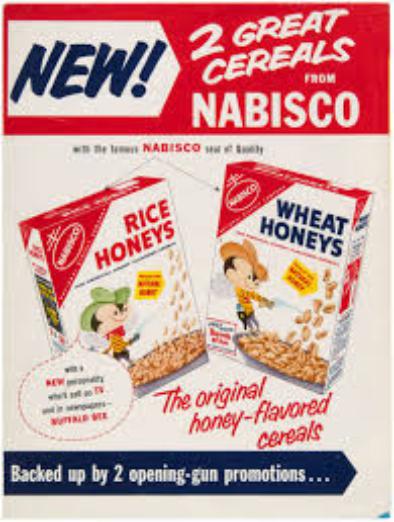 NEW!
2 GREAT
CEREALS
FROM
NABISCO
with the famous NABISCO seal of Quality
NABISCO
RICE
HONEYS
NABISCO
WHEAT
HONEYS
with a
NEW personality
who'll sell on TV
and in newspapers—
BUFFALO BEE
The original
honey-flavored
cereals
Backed up by 2 opening-gun promotions...